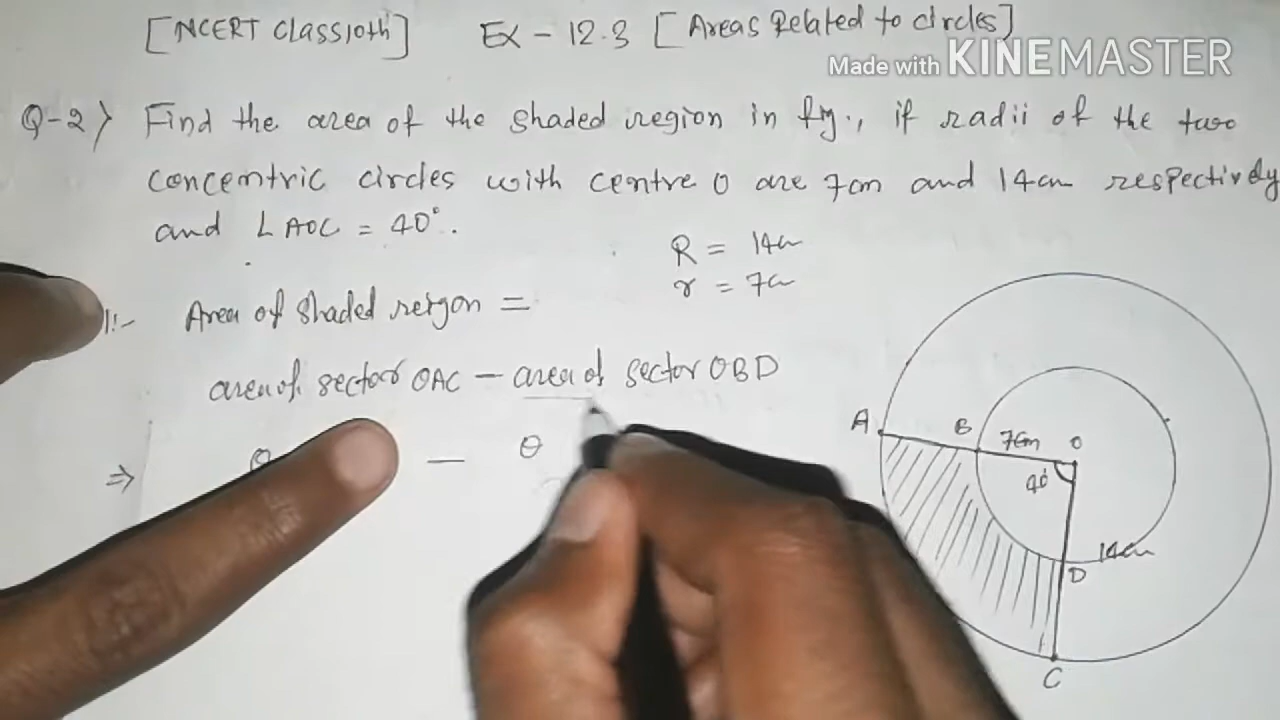 [NCERT Class10th] EX - 12.3 [Areas Related to circles]
Made with KINEMASTER
Q-2) Find the area of the shaded region in fig., if radii of the two
concentric circles with centre O are 7cm and 14cm respectively
and ∠AOC = 40°.
R = 14cm
r = 7cm
Area of shaded reigon =
area of sector OAC - area of sector OBD
⇒ θ - θ
A B 7cm O
40°
14cm
D
C